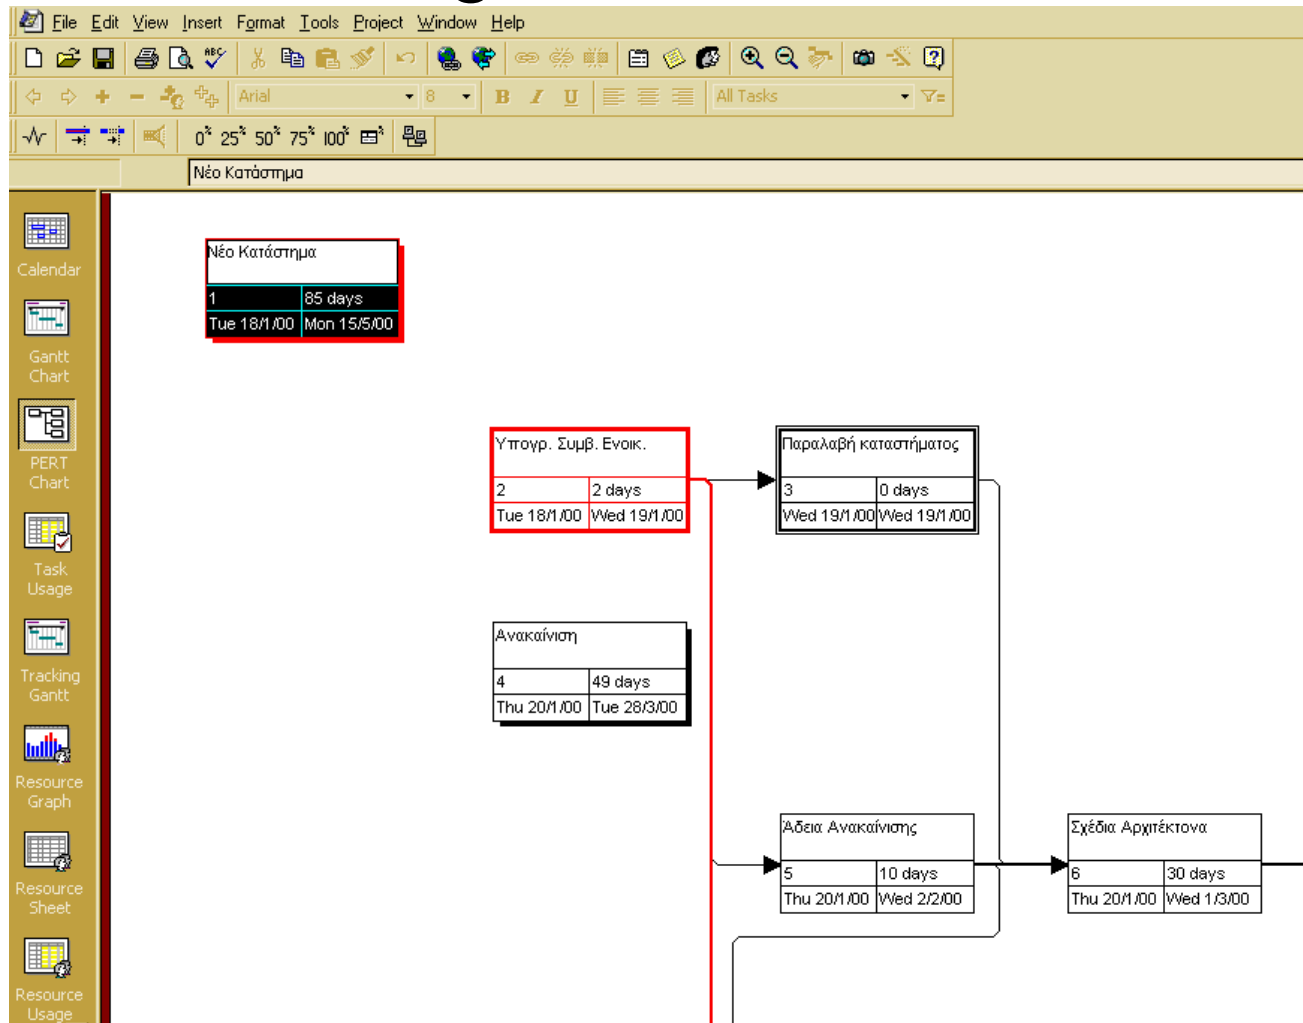 File Edit View Insert Format Tools Project Window Help
ABC
Arial 8 B I U All Tasks
0% 25% 50% 75% 100%
Νέο Κατάστημα
Calendar
Gantt
Chart
PERT
Chart
Task
Usage
Tracking
Gantt
Resource
Graph
Resource
Sheet
Resource
Usage
Νέο Κατάστημα
1 85 days
Tue 18/1/00 Mon 15/5/00
Υπογρ. Συμβ. Ενοικ.
2 2 days
Tue 18/1/00 Wed 19/1/00
Παραλαβή καταστήματος
3 0 days
Wed 19/1/00 Wed 19/1/00
Ανακαίνιση
4 49 days
Thu 20/1/00 Tue 28/3/00
Άδεια Ανακαίνισης
5 10 days
Thu 20/1/00 Wed 2/2/00
Σχέδια Αρχιτέκτονα
6 30 days
Thu 20/1/00 Wed 1/3/00